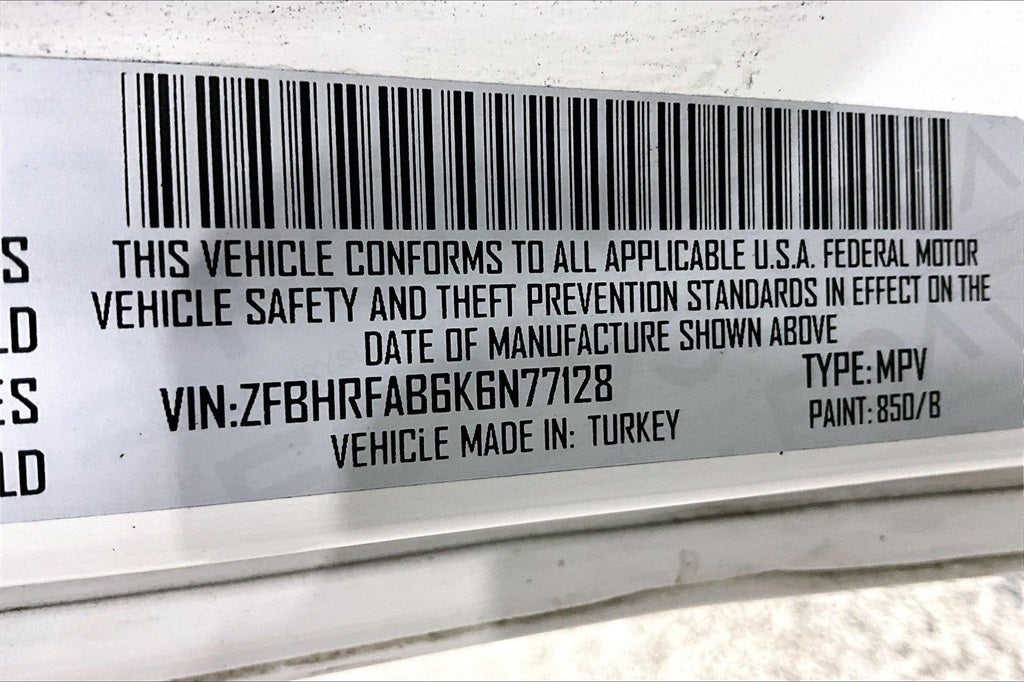 THIS VEHICLE CONFORMS TO ALL APPLICABLE U.S.A. FEDERAL MOTOR
VEHICLE SAFETY AND THEFT PREVENTION STANDARDS IN EFFECT ON THE
DATE OF MANUFACTURE SHOWN ABOVE
VIN:ZFBHRFAB6K6N77128
TYPE:MPV
VEHICLE MADE IN: TURKEY
PAINT:850/B
S
LD
ES
LD